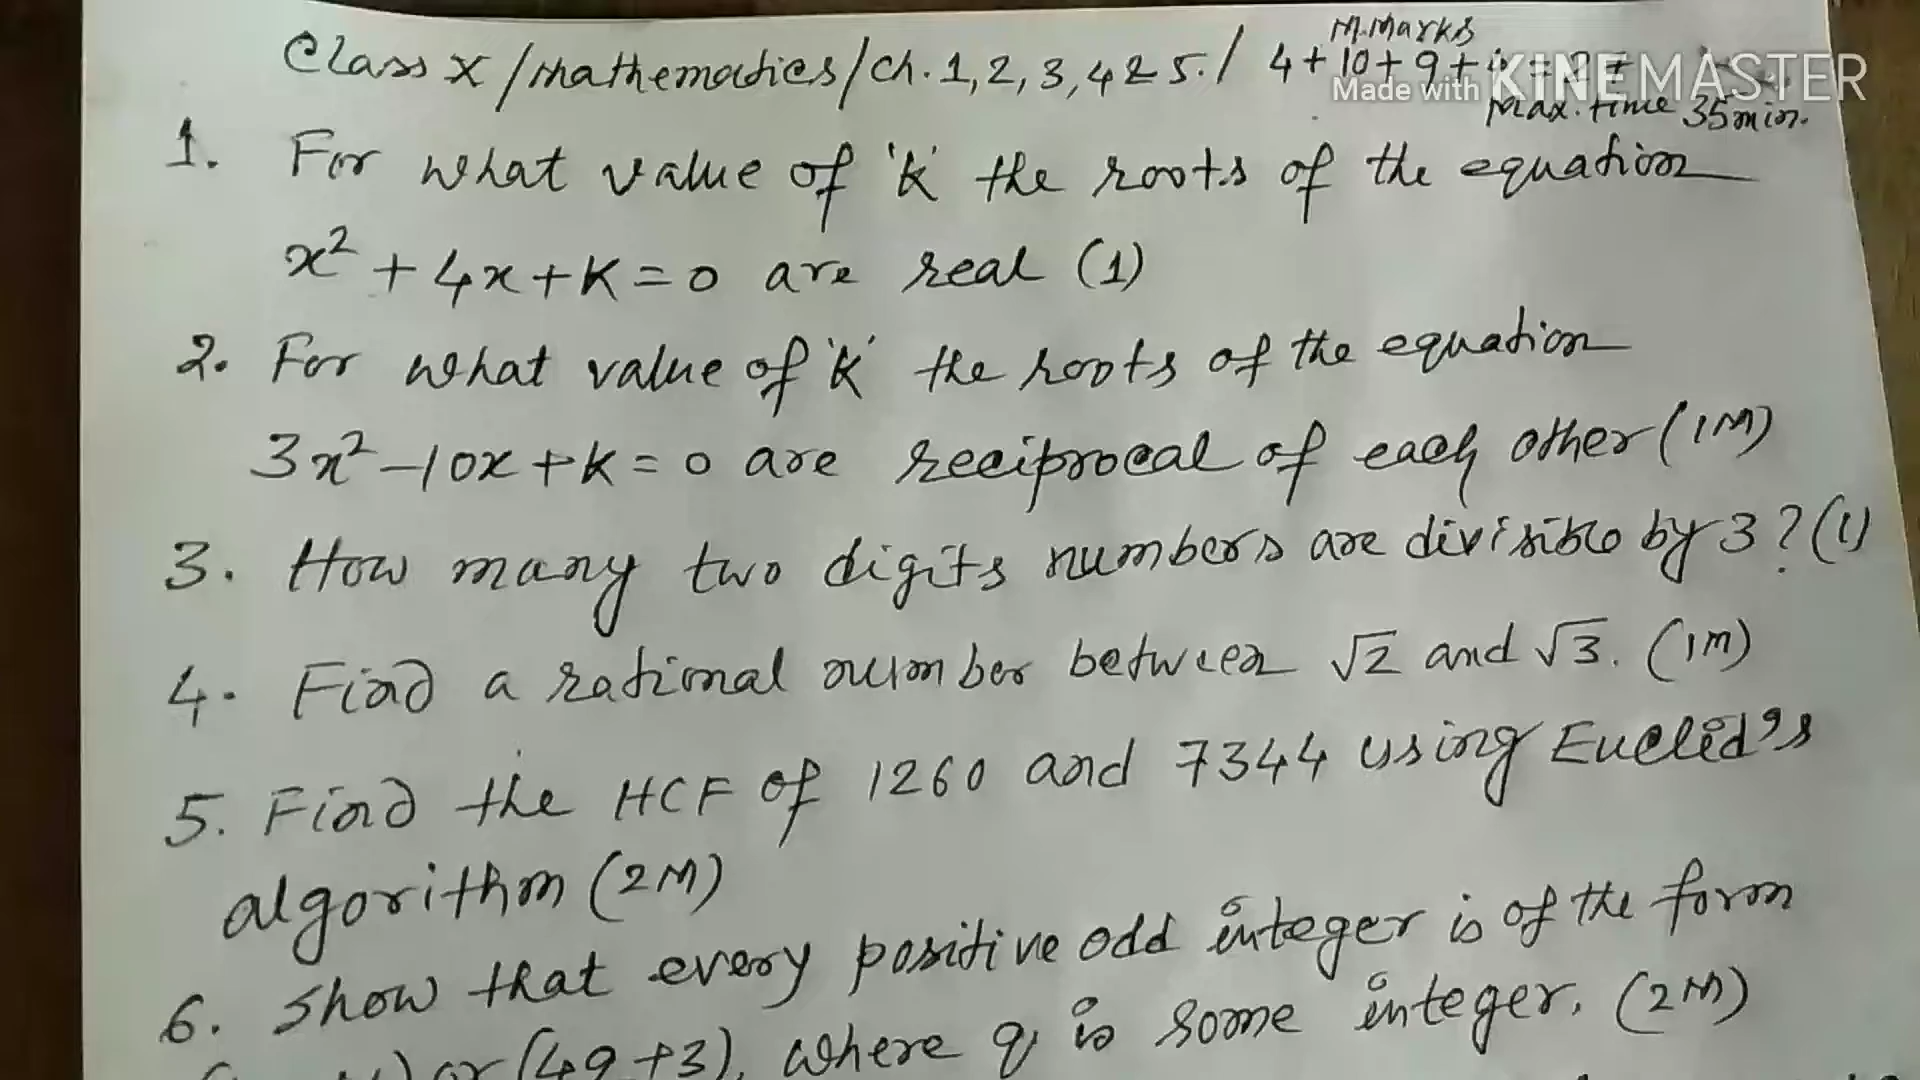 Class X/Mathematics/Ch. 1,2,3,4 & 5./ 4+10+9+
M.Marks
Made with KINEMASTER
Max. time 35 min.
1. For what value of 'K' the roots of the equation
x² + 4x + K = 0 are real (1)
2. For what value of 'K' the roots of the equation
3x² - 10x + K = 0 are reciprocal of each other (1M)
3. How many two digits numbers are divisible by 3? (1)
4. Find a rational number between √2 and √3. (1M)
5. Find the HCF of 1260 and 7344 using Euclid's
algorithm (2M)
6. Show that every positive odd integer is of the form
or (4q+3), where q is some integer. (2M)